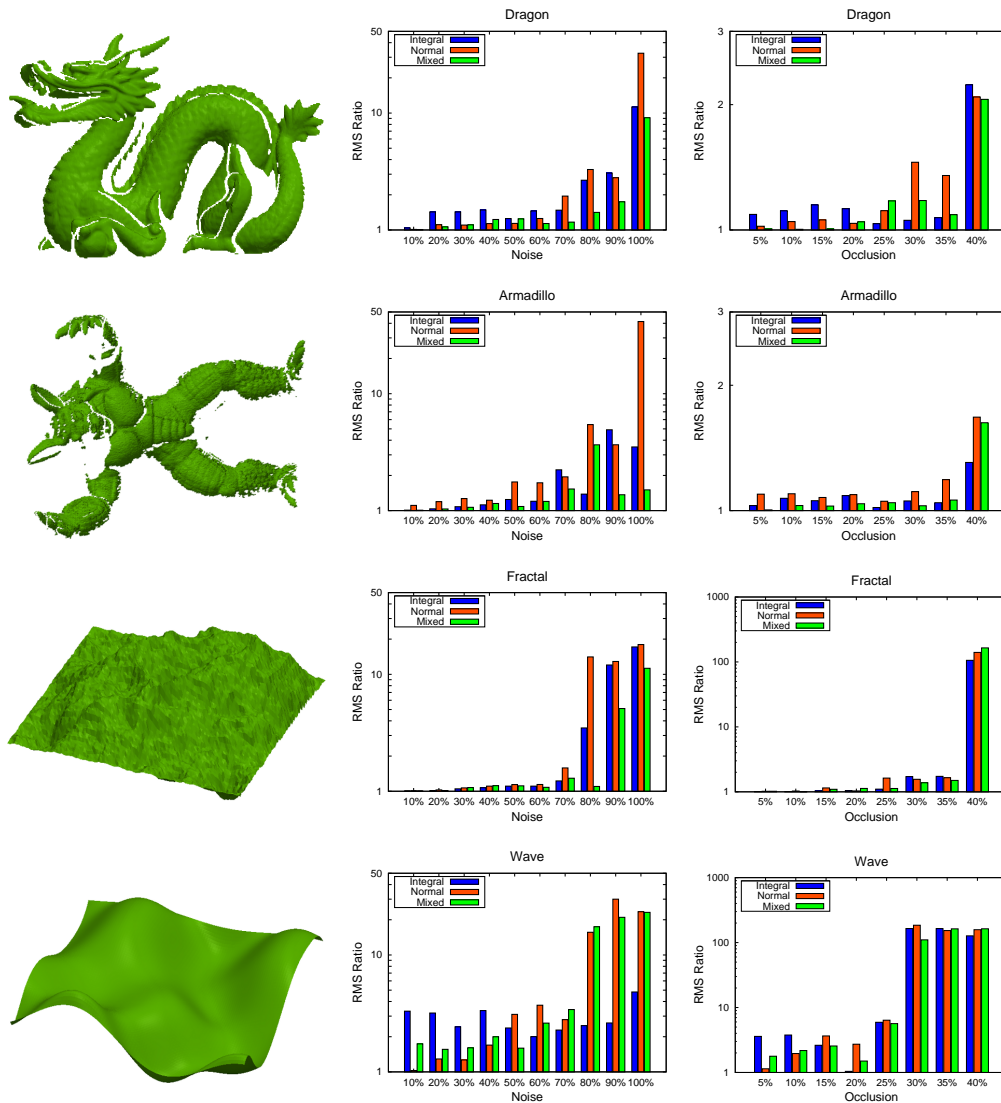 Dragon
50
10
1
RMS Ratio
Integral
Normal
Mixed
10% 20% 30% 40% 50% 60% 70% 80% 90% 100%
Noise
Dragon
3
2
1
RMS Ratio
Integral
Normal
Mixed
5% 10% 15% 20% 25% 30% 35% 40%
Occlusion
Armadillo
50
10
1
RMS Ratio
Integral
Normal
Mixed
10% 20% 30% 40% 50% 60% 70% 80% 90% 100%
Noise
Armadillo
3
2
1
RMS Ratio
Integral
Normal
Mixed
5% 10% 15% 20% 25% 30% 35% 40%
Occlusion
Fractal
50
10
1
RMS Ratio
Integral
Normal
Mixed
10% 20% 30% 40% 50% 60% 70% 80% 90% 100%
Noise
Fractal
1000
100
10
1
RMS Ratio
Integral
Normal
Mixed
5% 10% 15% 20% 25% 30% 35% 40%
Occlusion
Wave
50
10
1
RMS Ratio
Integral
Normal
Mixed
10% 20% 30% 40% 50% 60% 70% 80% 90% 100%
Noise
Wave
1000
100
10
1
RMS Ratio
Integral
Normal
Mixed
5% 10% 15% 20% 25% 30% 35% 40%
Occlusion